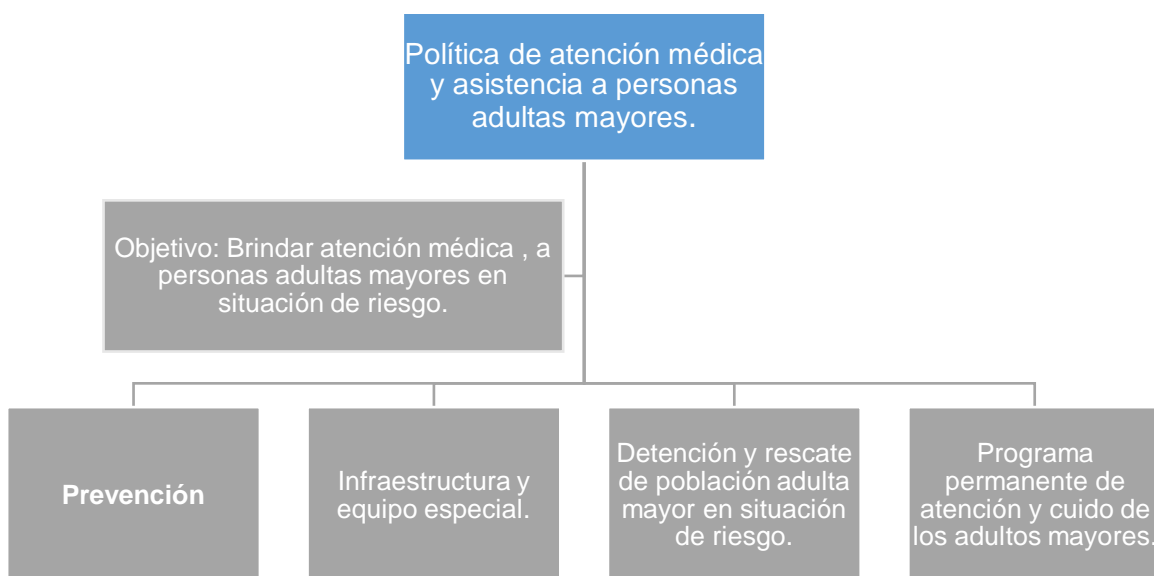 Política de atención médica
y asistencia a personas
adultas mayores.
Objetivo: Brindar atención médica , a
personas adultas mayores en
situación de riesgo.
Prevención
Infraestructura y
equipo especial.
Detención y rescate
de población adulta
mayor en situación
de riesgo.
Programa
permanente de
atención y cuido de
los adultos mayores.